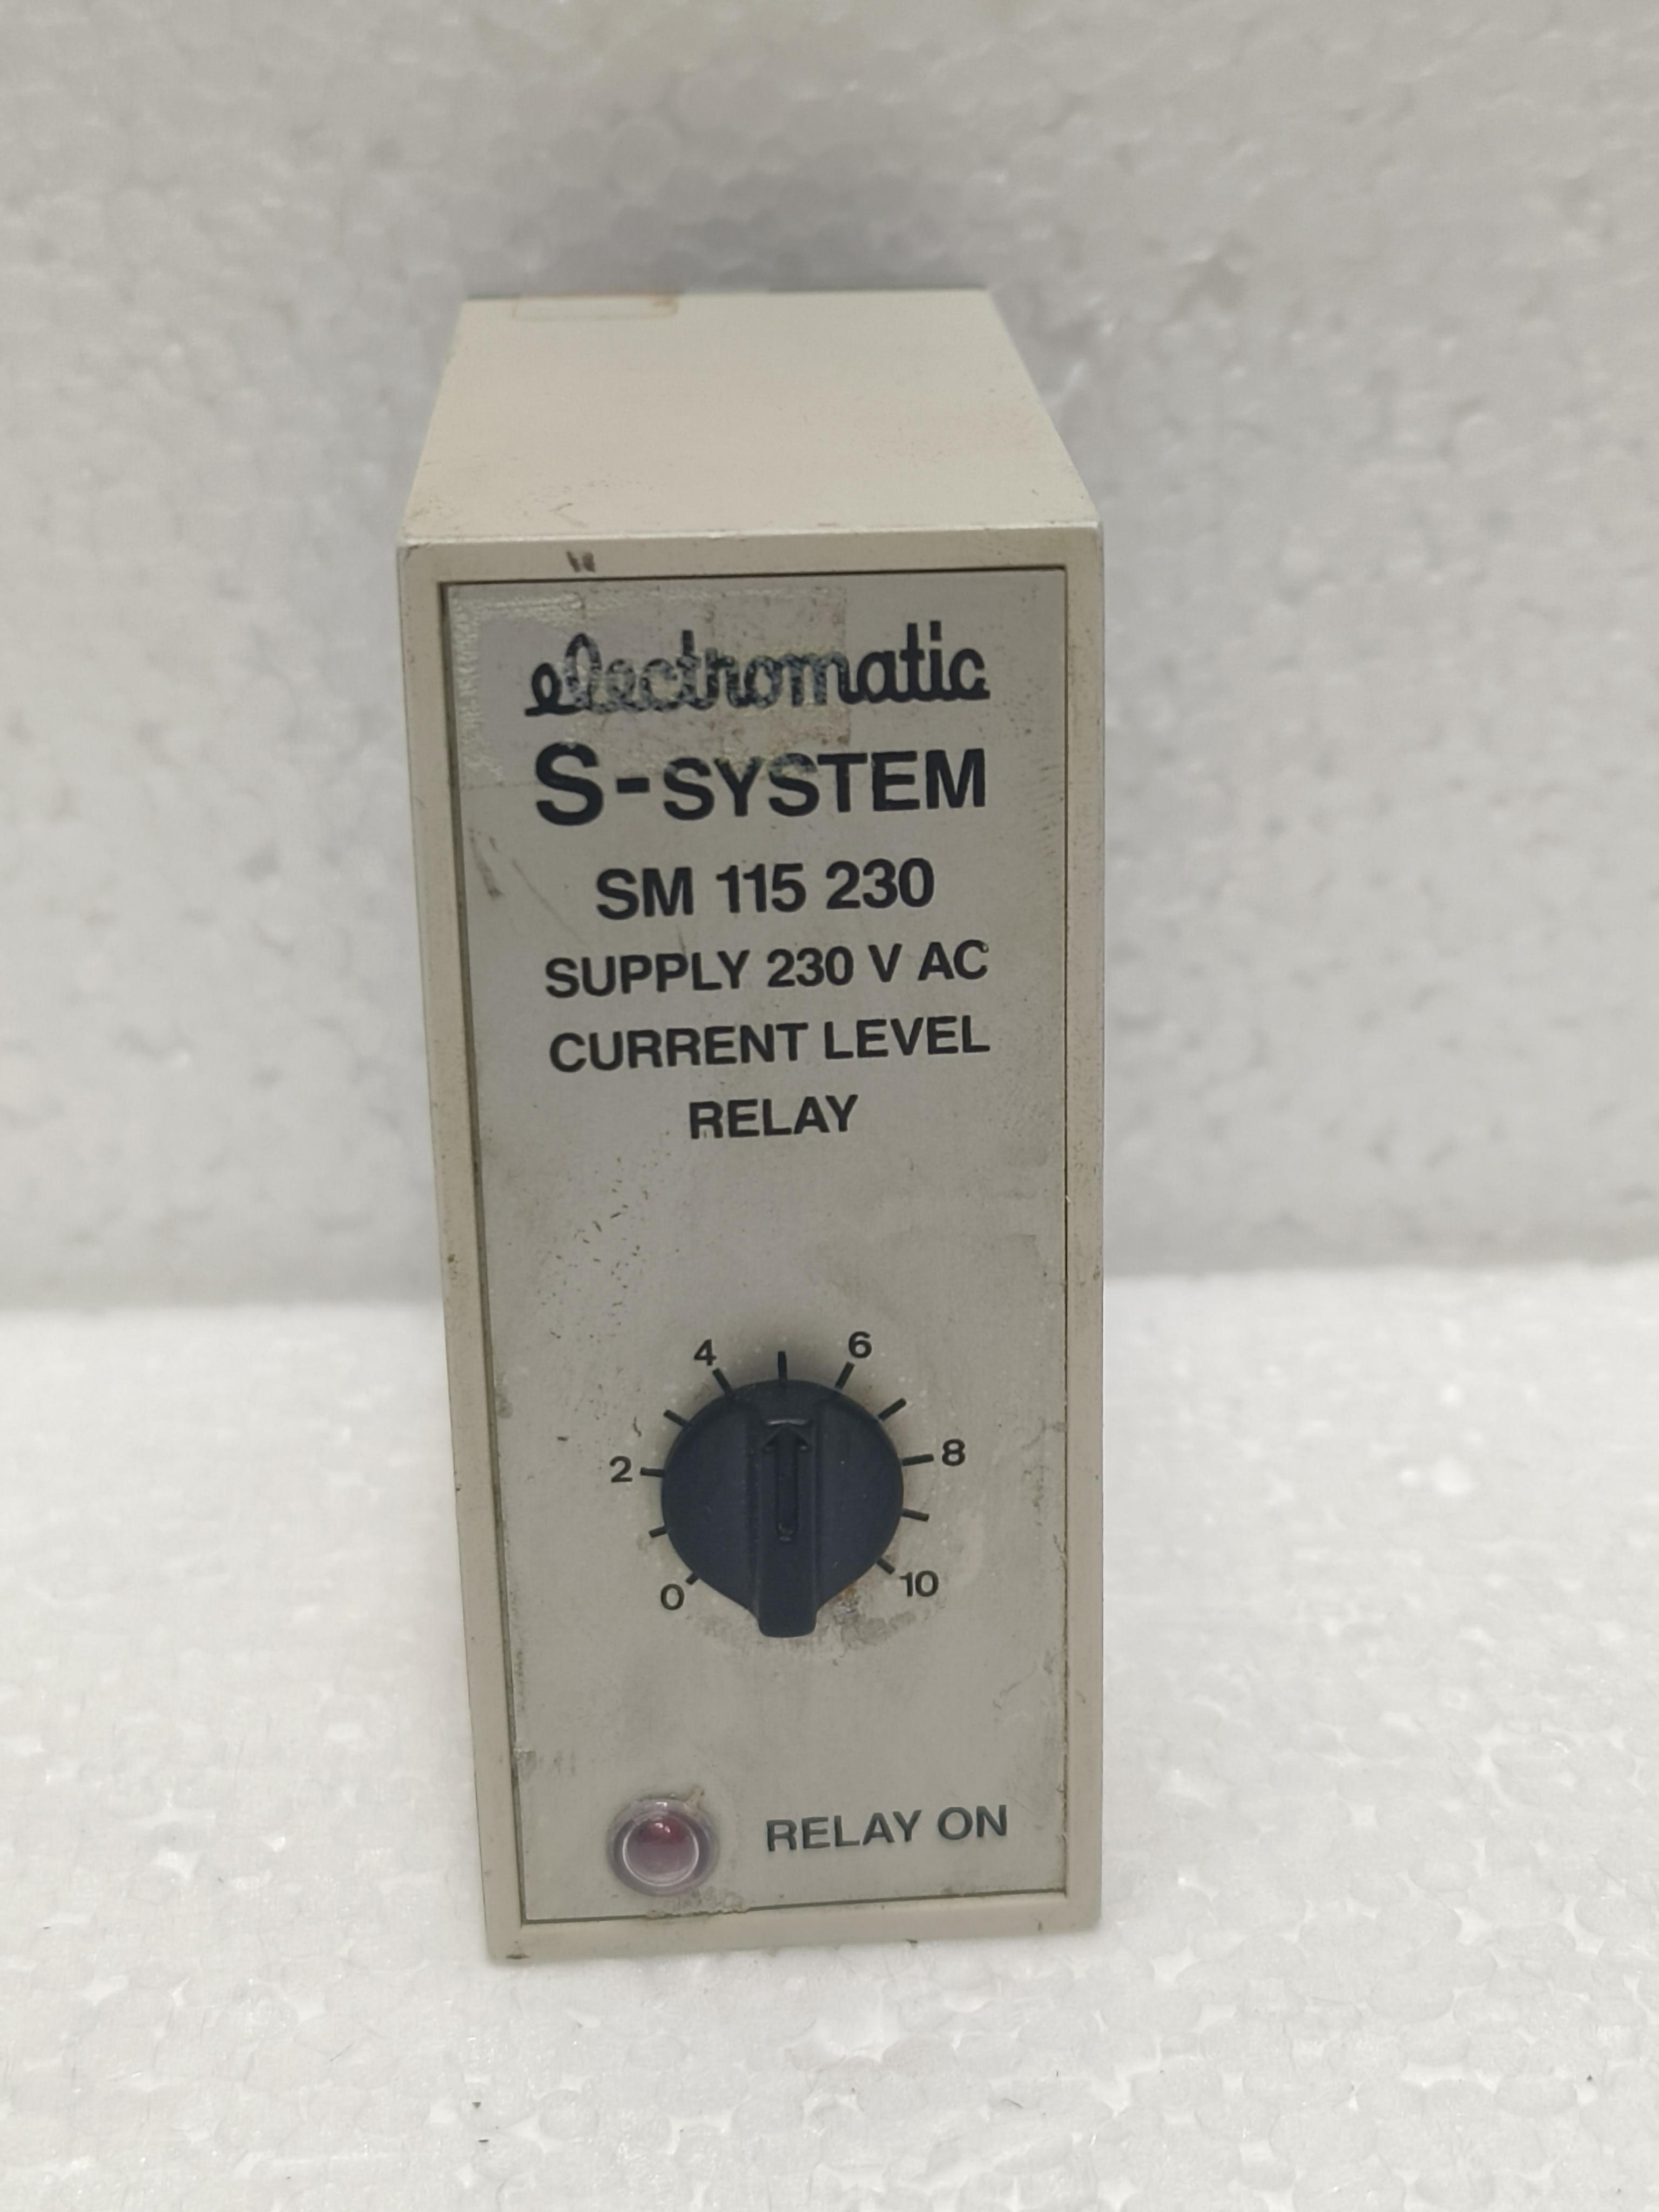 electromatic
S-SYSTEM
SM 115 230
SUPPLY 230 V AC
CURRENT LEVEL
RELAY
4 6
2 8
0 10
RELAY ON